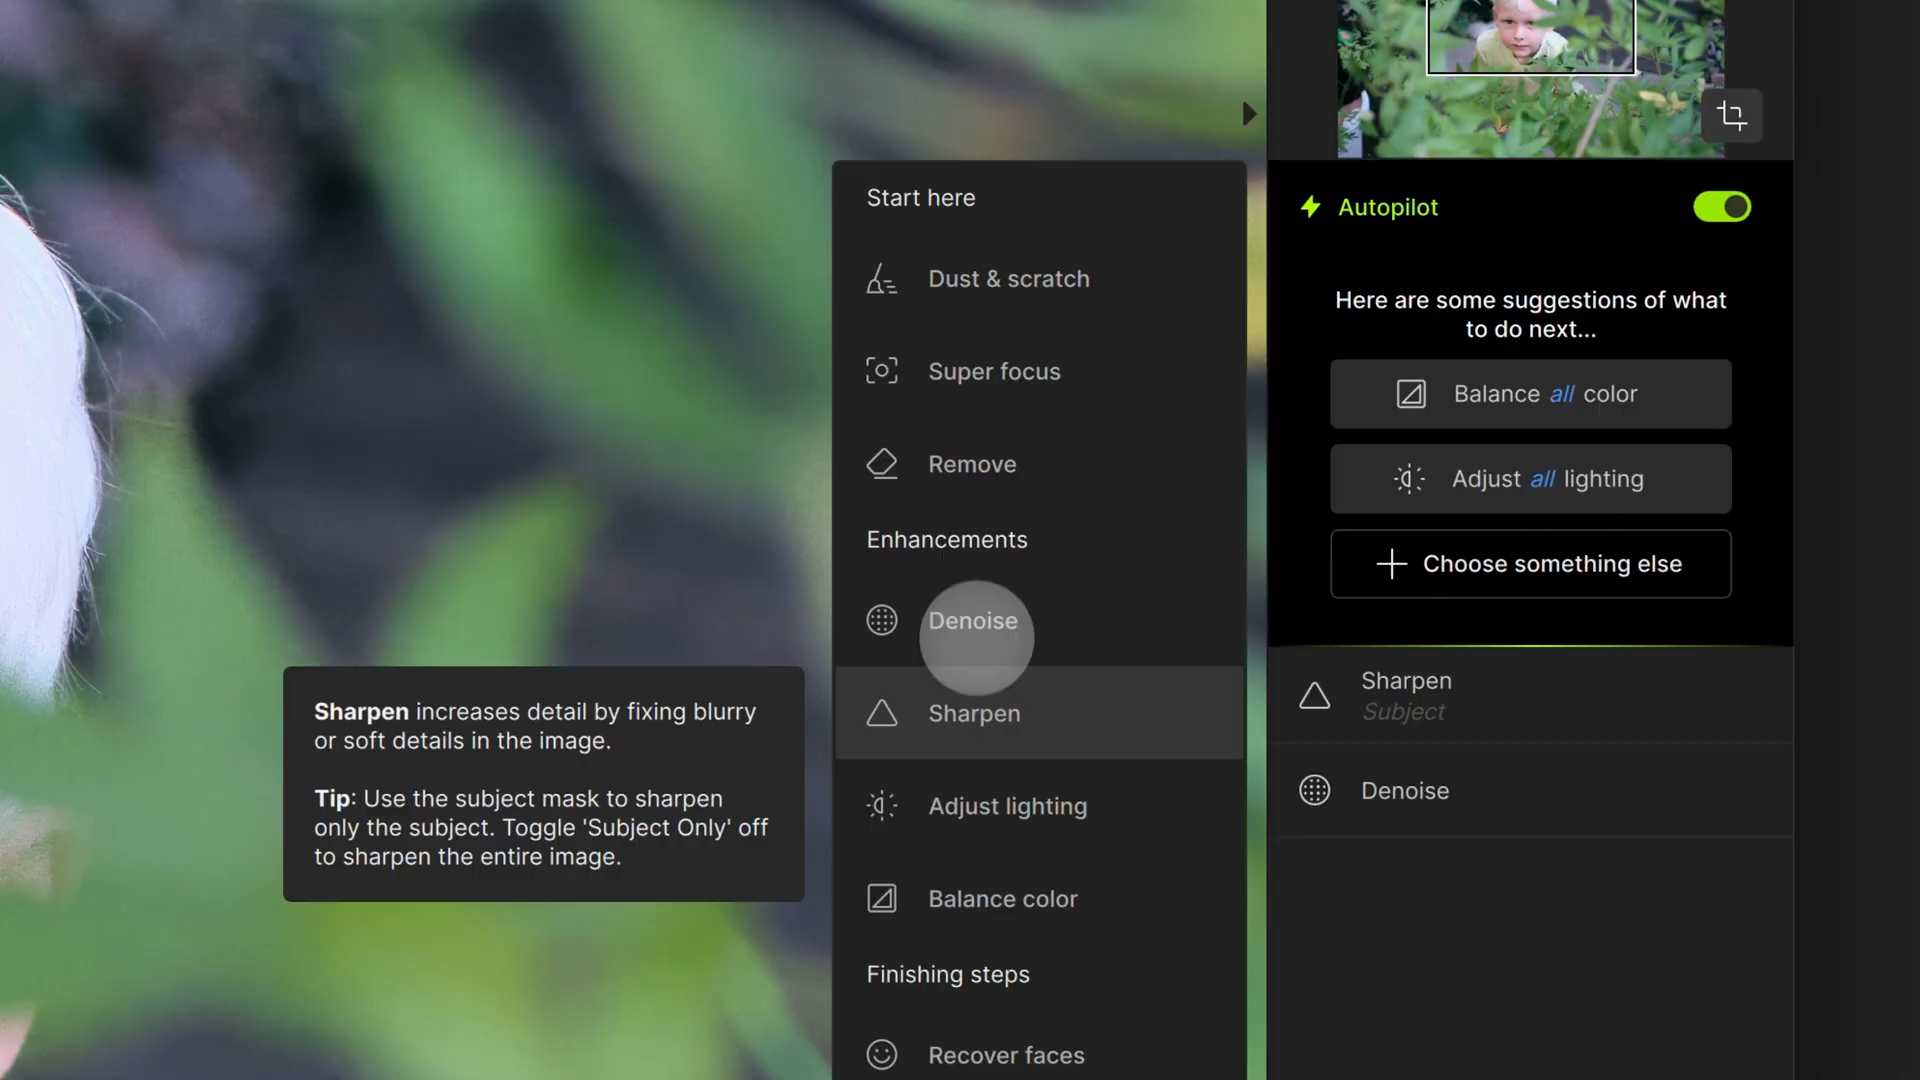 Start here
Dust & scratch
Super focus
Remove
Enhancements
Denoise
Sharpen
Adjust lighting
Balance color
Finishing steps
Recover faces
Sharpen increases detail by fixing blurry
or soft details in the image.
Tip: Use the subject mask to sharpen
only the subject. Toggle 'Subject Only' off
to sharpen the entire image.
Autopilot
Here are some suggestions of what
to do next...
Balance all color
Adjust all lighting
Choose something else
Sharpen
Subject
Denoise